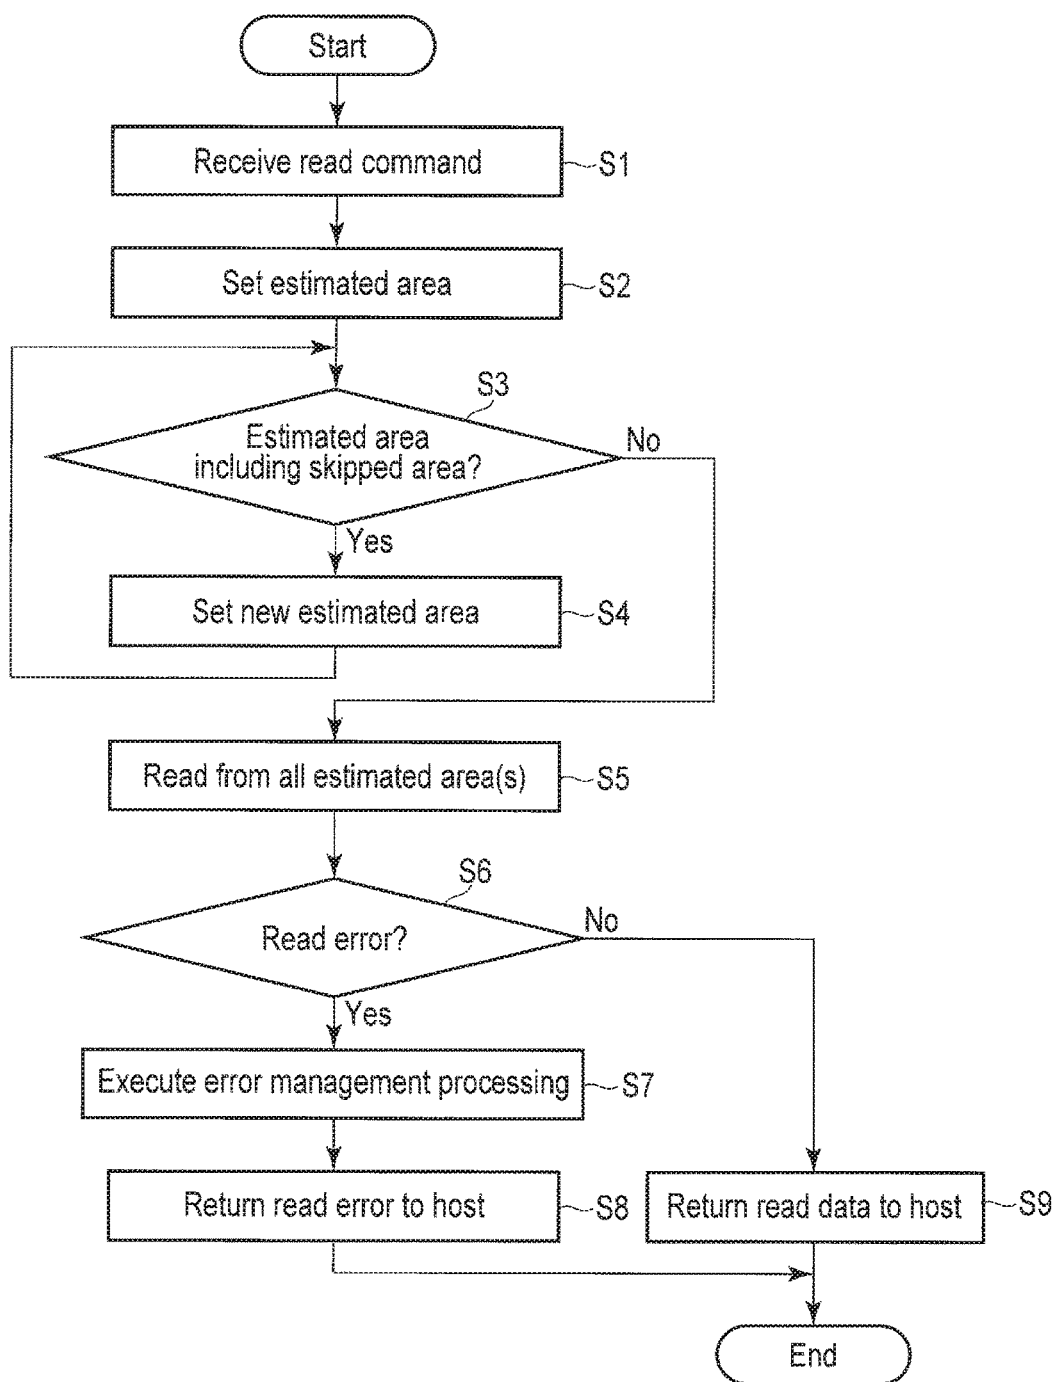 Start
Receive read command
S1
Set estimated area
S2
S3
Estimated area
including skipped area?
No
Yes
Set new estimated area
S4
Read from all estimated area(s)
S5
S6
Read error?
No
Yes
Execute error management processing
S7
Return read error to host
S8
Return read data to host
S9
End